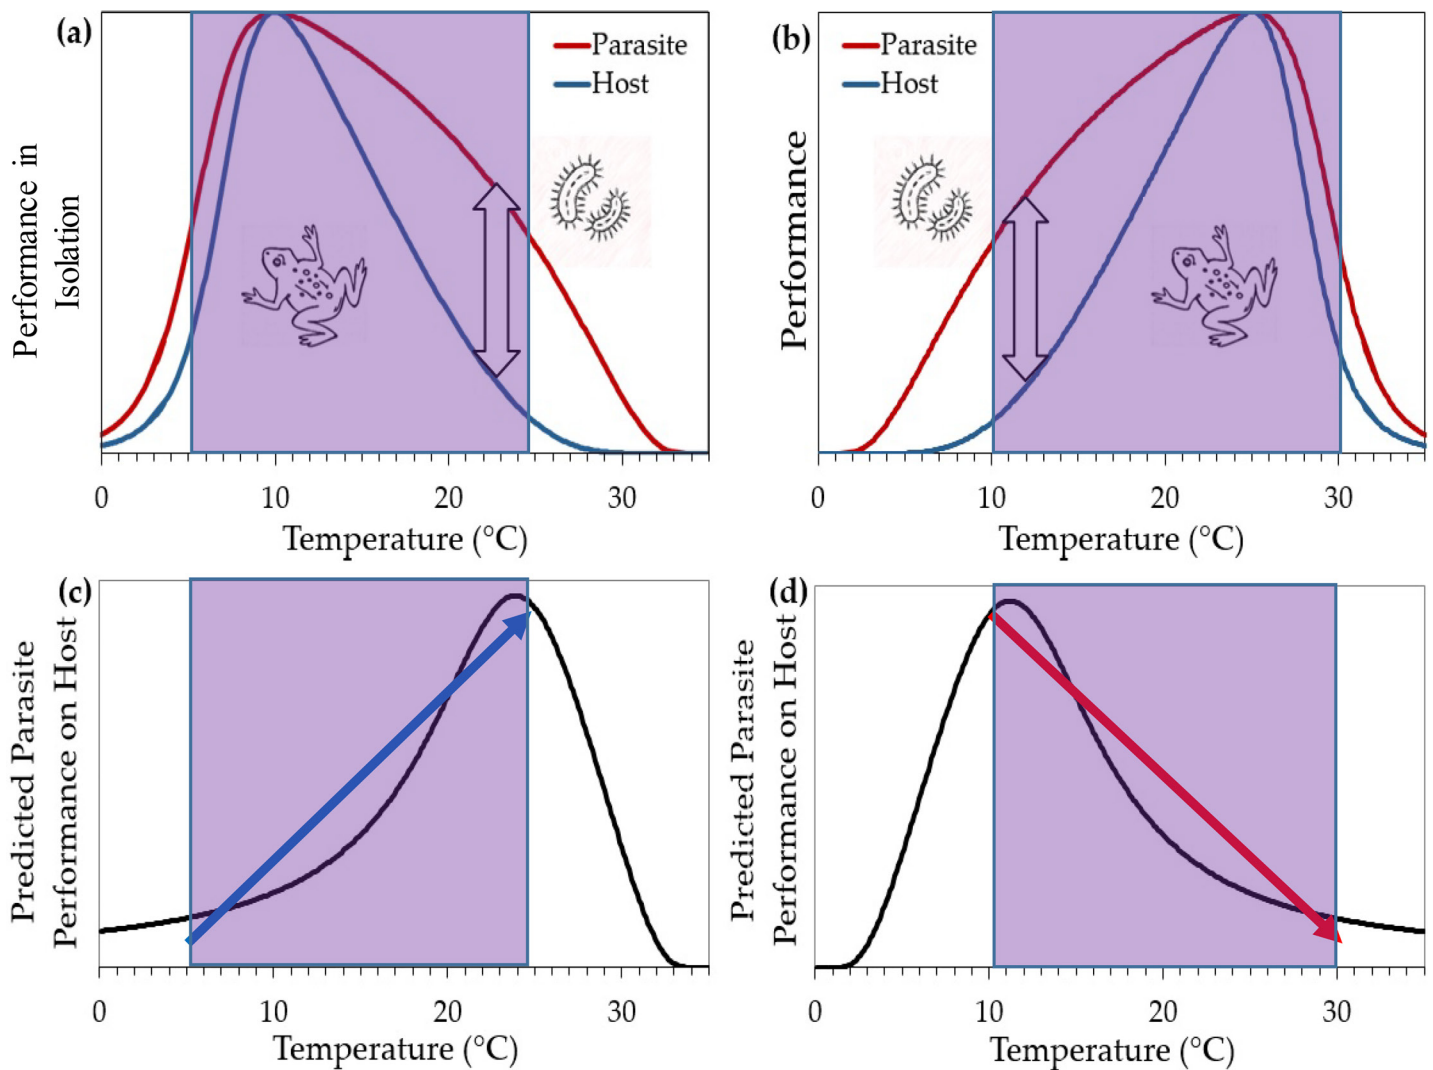 (a)
Parasite
Host
Performance in
Isolation
0 10 20 30
Temperature (°C)
(b)
Parasite
Host
Performance
0 10 20 30
Temperature (°C)
(c)
Predicted Parasite
Performance on Host
0 10 20 30
Temperature (°C)
(d)
Predicted Parasite
Performance on Host
0 10 20 30
Temperature (°C)